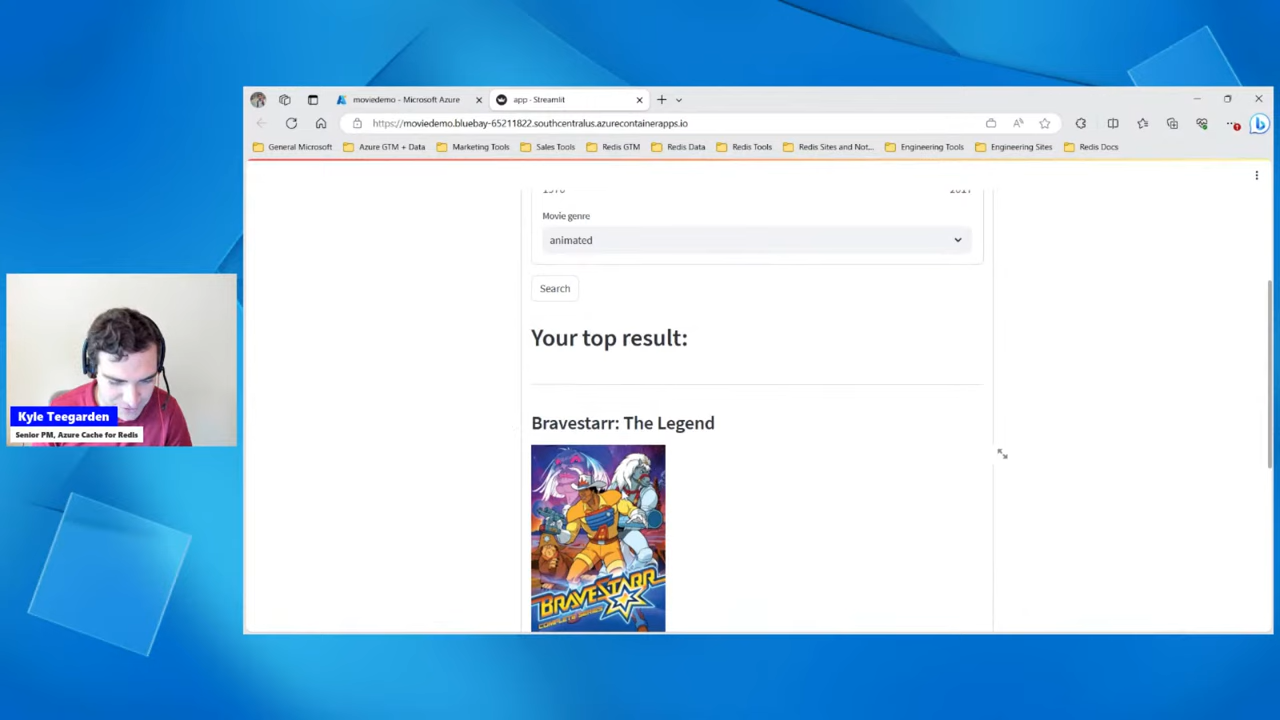 moviedemo - Microsoft Azure
app · Streamlit
https://moviedemo.bluebay-65211822.southcentralus.azurecontainerapps.io
General Microsoft
Azure GTM + Data
Marketing Tools
Sales Tools
Redis GTM
Redis Data
Redis Tools
Redis Sites and Not...
Engineering Tools
Engineering Sites
Redis Docs
Movie genre
animated
Search
Your top result:
Bravestarr: The Legend
BRAVESTARR
COMPLETE SERIES
Kyle Teegarden
Senior PM, Azure Cache for Redis